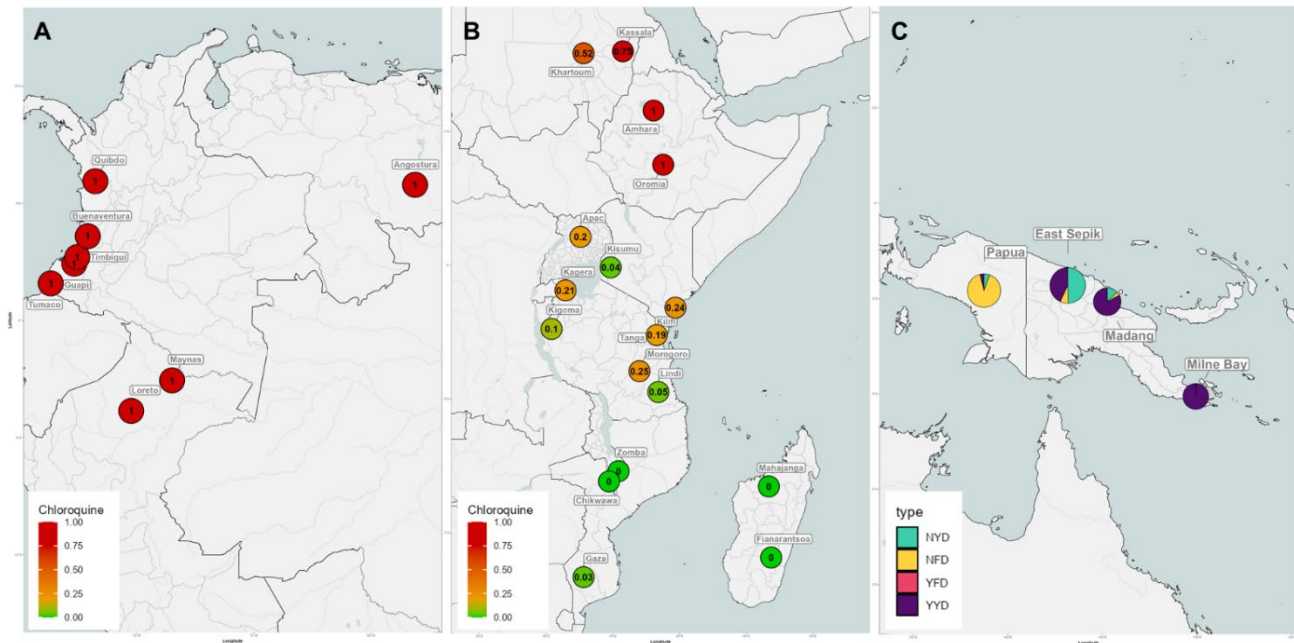 A
Quibdo
1
Angostura
1
Buenaventura
1
1
Timbiqui
1
Guapi
1
Tumaco
Maynas
1
Loreto
1
Chloroquine
1.00
0.75
0.50
0.25
0.00
Latitude
Longitude
B
Kassala
0.52
0.75
Khartoum
1
Amhara
1
Oromia
Apac
0.2
Kisumu
0.04
Kagera
0.21
Kigoma
0.24
Kilifi
0.1
Tanga
0.19
Morogoro
0.25
Lindi
0.05
Zomba
0
0
Chikwawa
Mahajanga
0
Fianarantsoa
0
Gaza
0.03
Chloroquine
1.00
0.75
0.50
0.25
0.00
Longitude
C
East Sepik
Papua
Madang
Milne Bay
type
NYD
NFD
YFD
YYD
Longitude